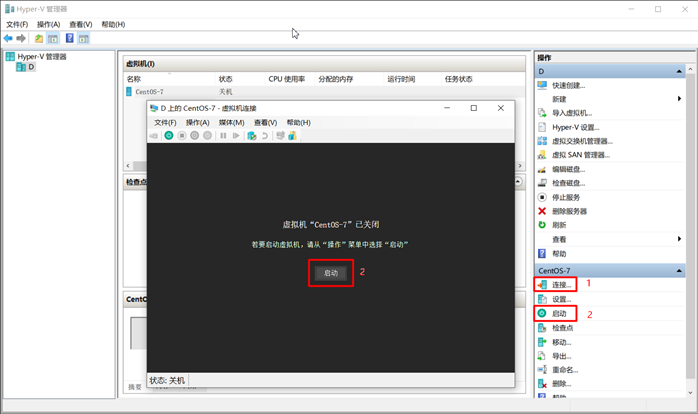 Hyper-V 管理器
文件(F) 操作(A) 查看(V) 帮助(H)
Hyper-V 管理器
D
虚拟机(I)
名称 状态 CPU 使用率 分配的内存 运行时间 任务状态
CentOS-7 关机
检查点
CentO
摘要
D 上的 CentOS-7 - 虚拟机连接
文件(F) 操作(A) 媒体(M) 查看(V) 帮助(H)
虚拟机“CentOS-7”已关闭
若要启动虚拟机，请从“操作”菜单中选择“启动”
启动 2
状态: 关机
操作
D
快速创建...
新建
导入虚拟机...
Hyper-V 设置...
虚拟交换机管理器...
虚拟 SAN 管理器...
编辑磁盘...
检查磁盘...
停止服务
删除服务器
刷新
查看
帮助
CentOS-7
连接... 1
设置...
启动 2
检查点
移动...
导出...
重命名...
删除...
帮助